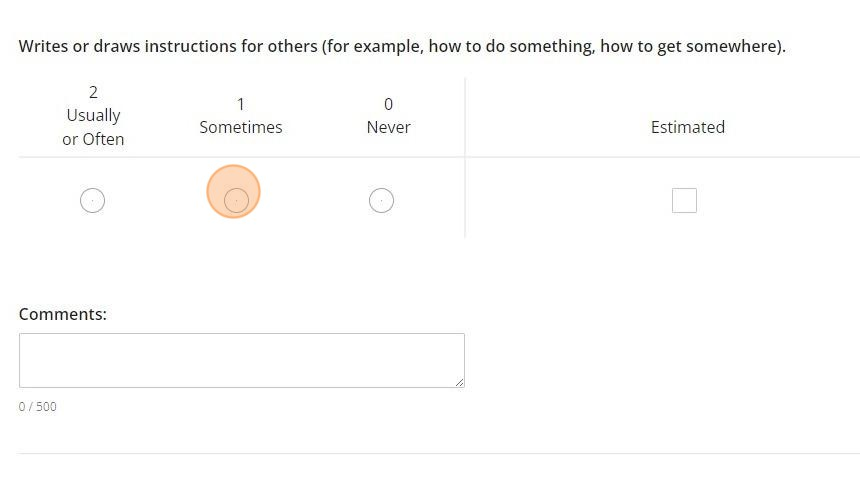 Writes or draws instructions for others (for example, how to do something, how to get somewhere).
2
Usually
or Often
1
Sometimes
0
Never
Estimated
Comments:
0 / 500